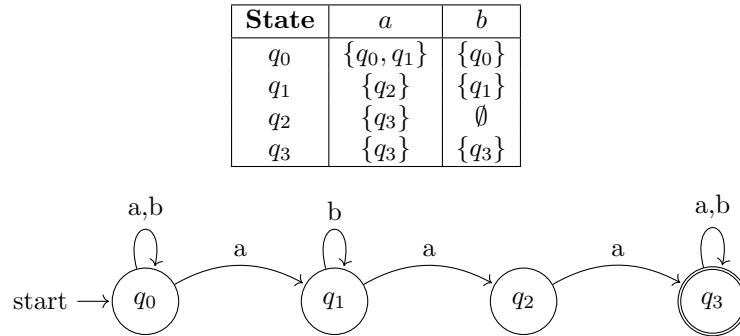 State a b
q₀ {q₀, q₁} {q₀}
q₁ {q₂} {q₁}
q₂ {q₃} ∅
q₃ {q₃} {q₃}
a,b b a,b
a a a
start q₀ q₁ q₂ q₃